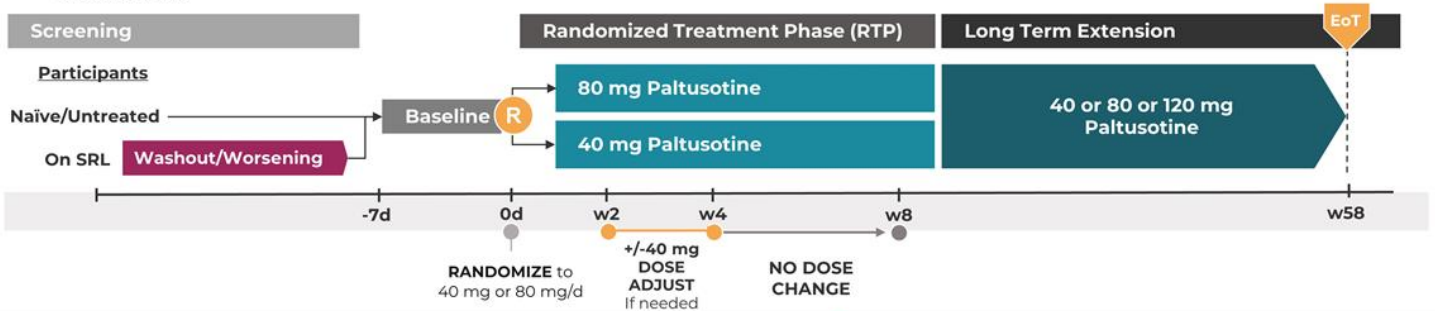 Screening
Randomized Treatment Phase (RTP)
Long Term Extension
EoT
Participants
Naïve/Untreated
On SRL
Washout/Worsening
Baseline
R
80 mg Paltusotine
40 mg Paltusotine
40 or 80 or 120 mg
Paltusotine
-7d
0d
w2
w4
w8
w58
RANDOMIZE to
40 mg or 80 mg/d
+/-40 mg
DOSE
ADJUST
If needed
NO DOSE
CHANGE